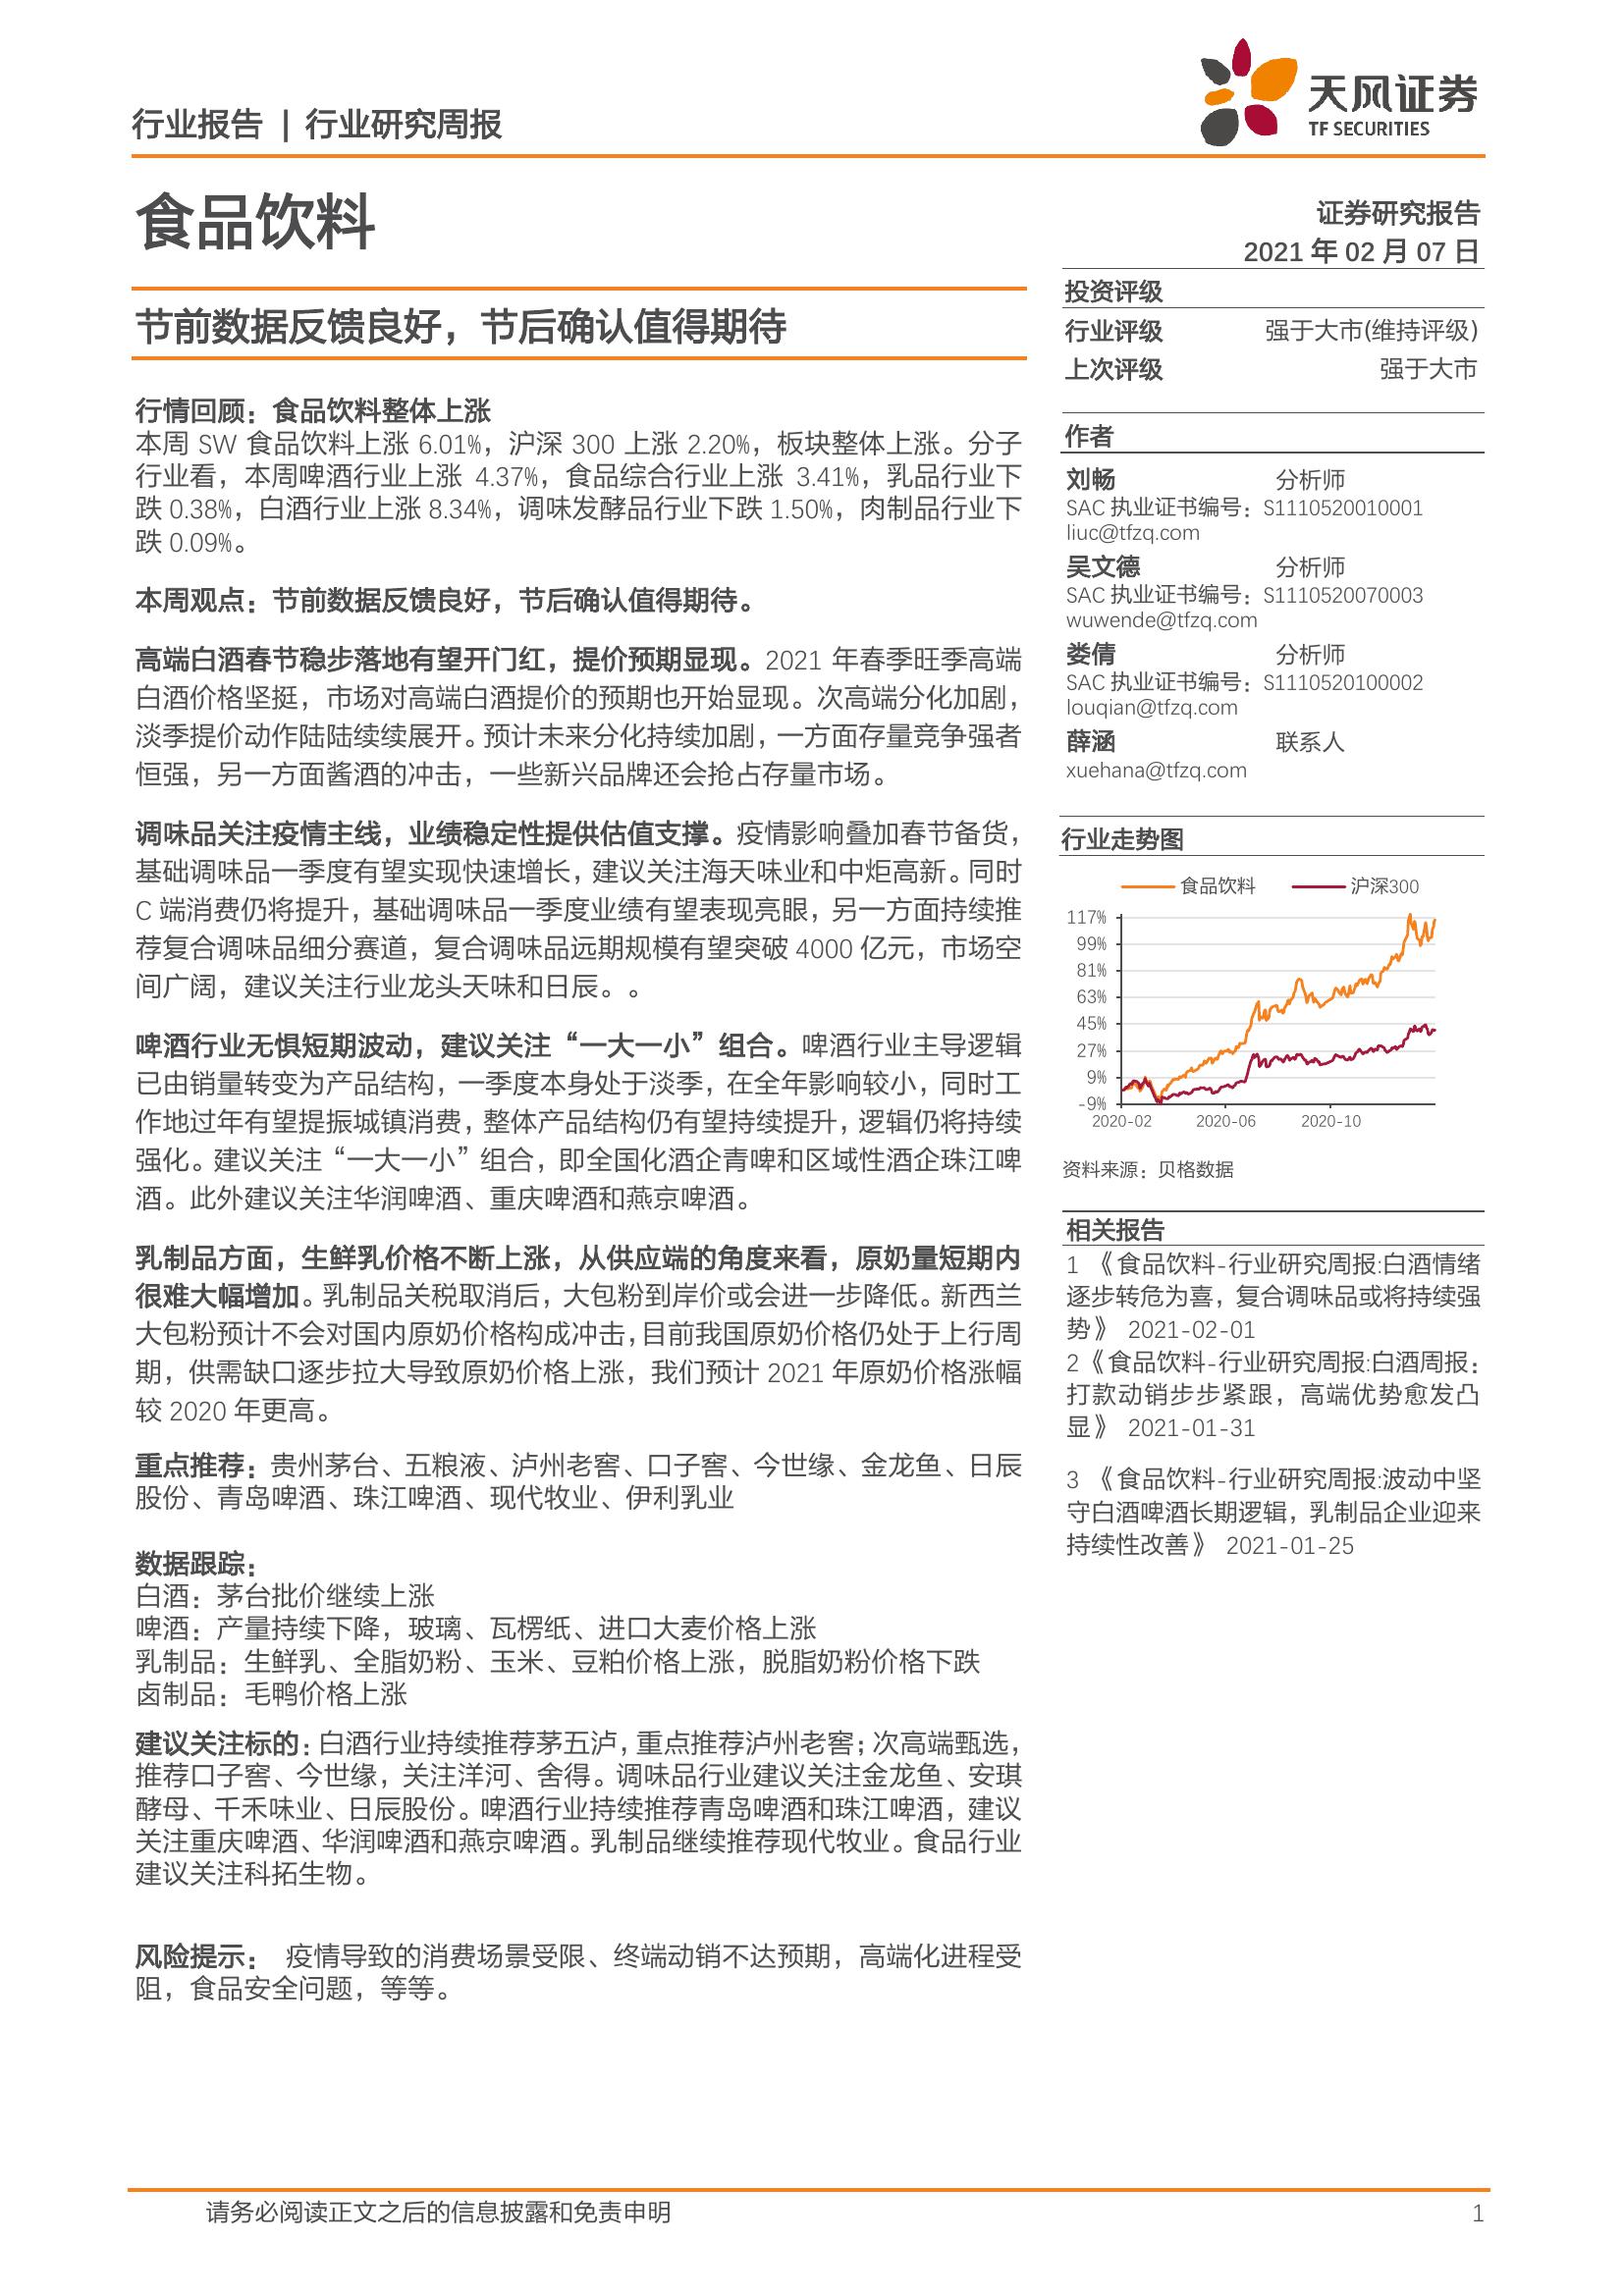 行业报告 | 行业研究周报
天风证券
TF SECURITIES
食品饮料
证券研究报告
2021 年 02 月 07 日
节前数据反馈良好，节后确认值得期待
行情回顾：食品饮料整体上涨
本周 SW 食品饮料上涨 6.01%，沪深 300 上涨 2.20%，板块整体上涨。分子
行业看，本周啤酒行业上涨 4.37%，食品综合行业上涨 3.41%，乳品行业下
跌 0.38%，白酒行业上涨 8.34%，调味发酵品行业下跌 1.50%，肉制品行业下
跌 0.09%。
本周观点：节前数据反馈良好，节后确认值得期待。
高端白酒春节稳步落地有望开门红，提价预期显现。2021 年春季旺季高端
白酒价格坚挺，市场对高端白酒提价的预期也开始显现。次高端分化加剧，
淡季提价动作陆陆续续展开。预计未来分化持续加剧，一方面存量竞争强者
恒强，另一方面酱酒的冲击，一些新兴品牌还会抢占存量市场。
调味品关注疫情主线，业绩稳定性提供估值支撑。疫情影响叠加春节备货，
基础调味品一季度有望实现快速增长，建议关注海天味业和中炬高新。同时
C 端消费仍将提升，基础调味品一季度业绩有望表现亮眼，另一方面持续推
荐复合调味品细分赛道，复合调味品远期规模有望突破 4000 亿元，市场空
间广阔，建议关注行业龙头天味和日辰。。
啤酒行业无惧短期波动，建议关注“一大一小”组合。啤酒行业主导逻辑
已由销量转变为产品结构，一季度本身处于淡季，在全年影响较小，同时工
作地过年有望提振城镇消费，整体产品结构仍有望持续提升，逻辑仍将持续
强化。建议关注“一大一小”组合，即全国化酒企青啤和区域性酒企珠江啤
酒。此外建议关注华润啤酒、重庆啤酒和燕京啤酒。
乳制品方面，生鲜乳价格不断上涨，从供应端的角度来看，原奶量短期内
很难大幅增加。乳制品关税取消后，大包粉到岸价或会进一步降低。新西兰
大包粉预计不会对国内原奶价格构成冲击，目前我国原奶价格仍处于上行周
期，供需缺口逐步拉大导致原奶价格上涨，我们预计 2021 年原奶价格涨幅
较 2020 年更高。
重点推荐：贵州茅台、五粮液、泸州老窖、口子窖、今世缘、金龙鱼、日辰
股份、青岛啤酒、珠江啤酒、现代牧业、伊利乳业
数据跟踪：
白酒：茅台批价继续上涨
啤酒：产量持续下降，玻璃、瓦楞纸、进口大麦价格上涨
乳制品：生鲜乳、全脂奶粉、玉米、豆粕价格上涨，脱脂奶粉价格下跌
卤制品：毛鸭价格上涨
建议关注标的：白酒行业持续推荐茅五泸，重点推荐泸州老窖；次高端甄选，
推荐口子窖、今世缘，关注洋河、舍得。调味品行业建议关注金龙鱼、安琪
酵母、千禾味业、日辰股份。啤酒行业持续推荐青岛啤酒和珠江啤酒，建议
关注重庆啤酒、华润啤酒和燕京啤酒。乳制品继续推荐现代牧业。食品行业
建议关注科拓生物。
风险提示： 疫情导致的消费场景受限、终端动销不达预期，高端化进程受
阻，食品安全问题，等等。
投资评级
行业评级 强于大市(维持评级)
上次评级 强于大市
作者
刘畅 分析师
SAC 执业证书编号：S1110520010001
liuc@tfzq.com
吴文德 分析师
SAC 执业证书编号：S1110520070003
wuwende@tfzq.com
娄倩 分析师
SAC 执业证书编号：S1110520100002
louqian@tfzq.com
薛涵 联系人
xuehana@tfzq.com
行业走势图
食品饮料 沪深300
117%
99%
81%
63%
45%
27%
9%
-9%
2020-02 2020-06 2020-10
资料来源：贝格数据
相关报告
1 《食品饮料-行业研究周报:白酒情绪
逐步转危为喜，复合调味品或将持续强
势》 2021-02-01
2《食品饮料-行业研究周报:白酒周报：
打款动销步步紧跟，高端优势愈发凸
显》 2021-01-31
3 《食品饮料-行业研究周报:波动中坚
守白酒啤酒长期逻辑，乳制品企业迎来
持续性改善》 2021-01-25
请务必阅读正文之后的信息披露和免责申明 1